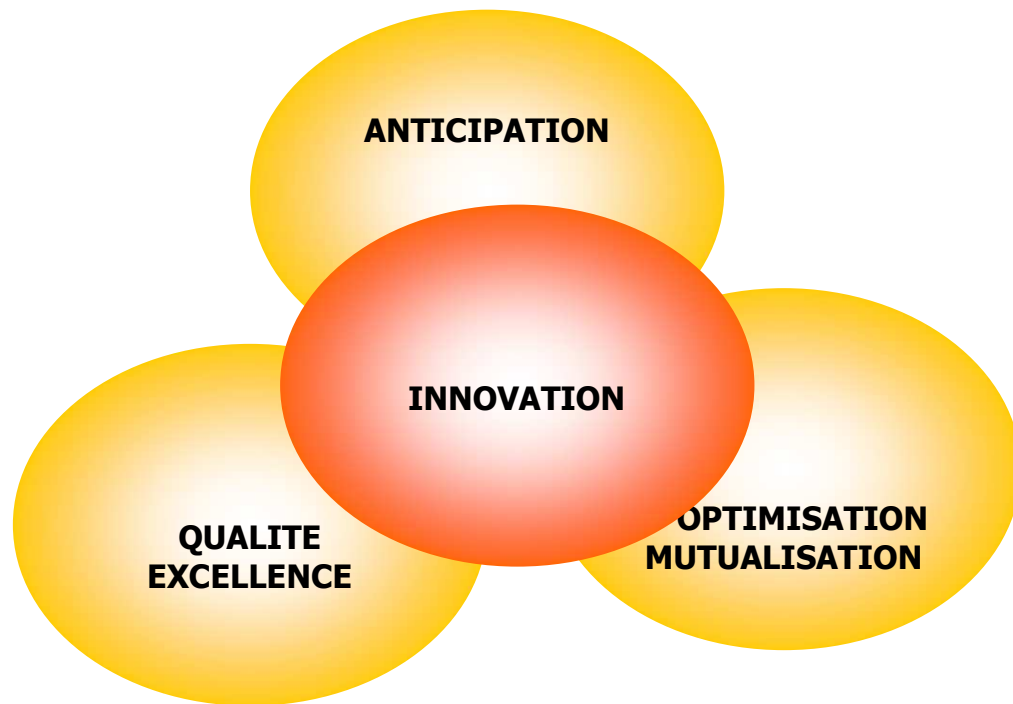 ANTICIPATION
INNOVATION
QUALITE
EXCELLENCE
OPTIMISATION
MUTUALISATION